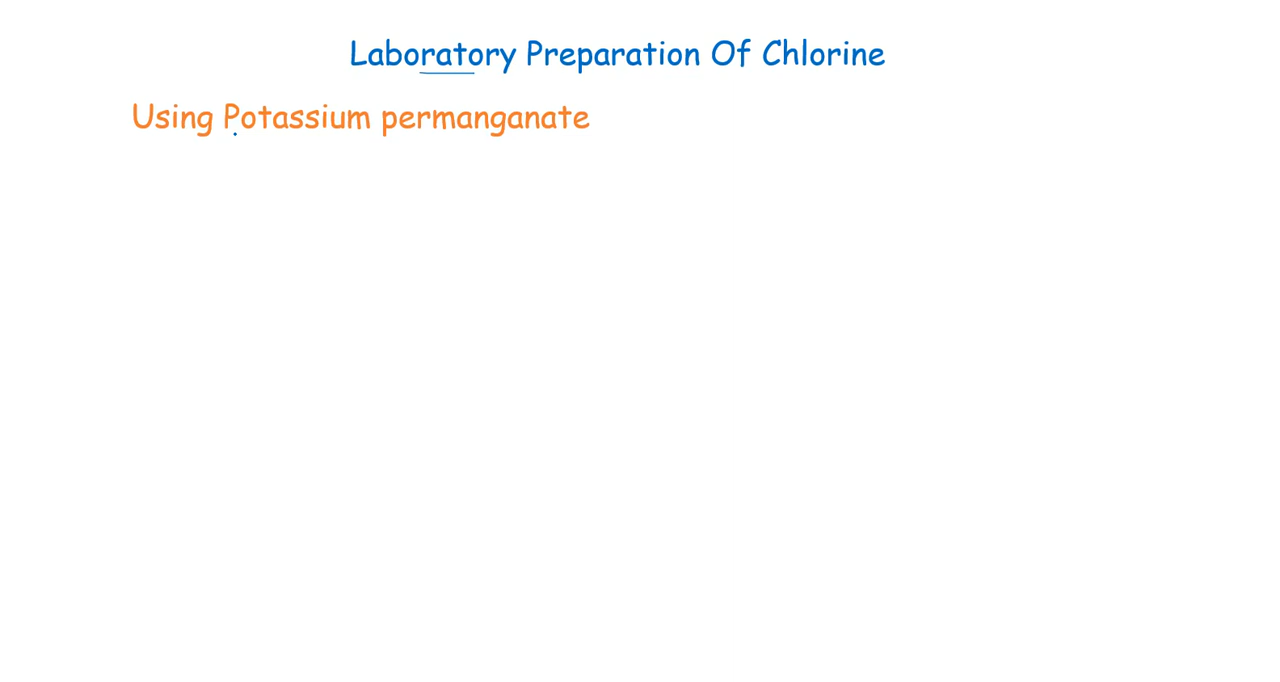 Laboratory Preparation Of Chlorine
Using Potassium permanganate